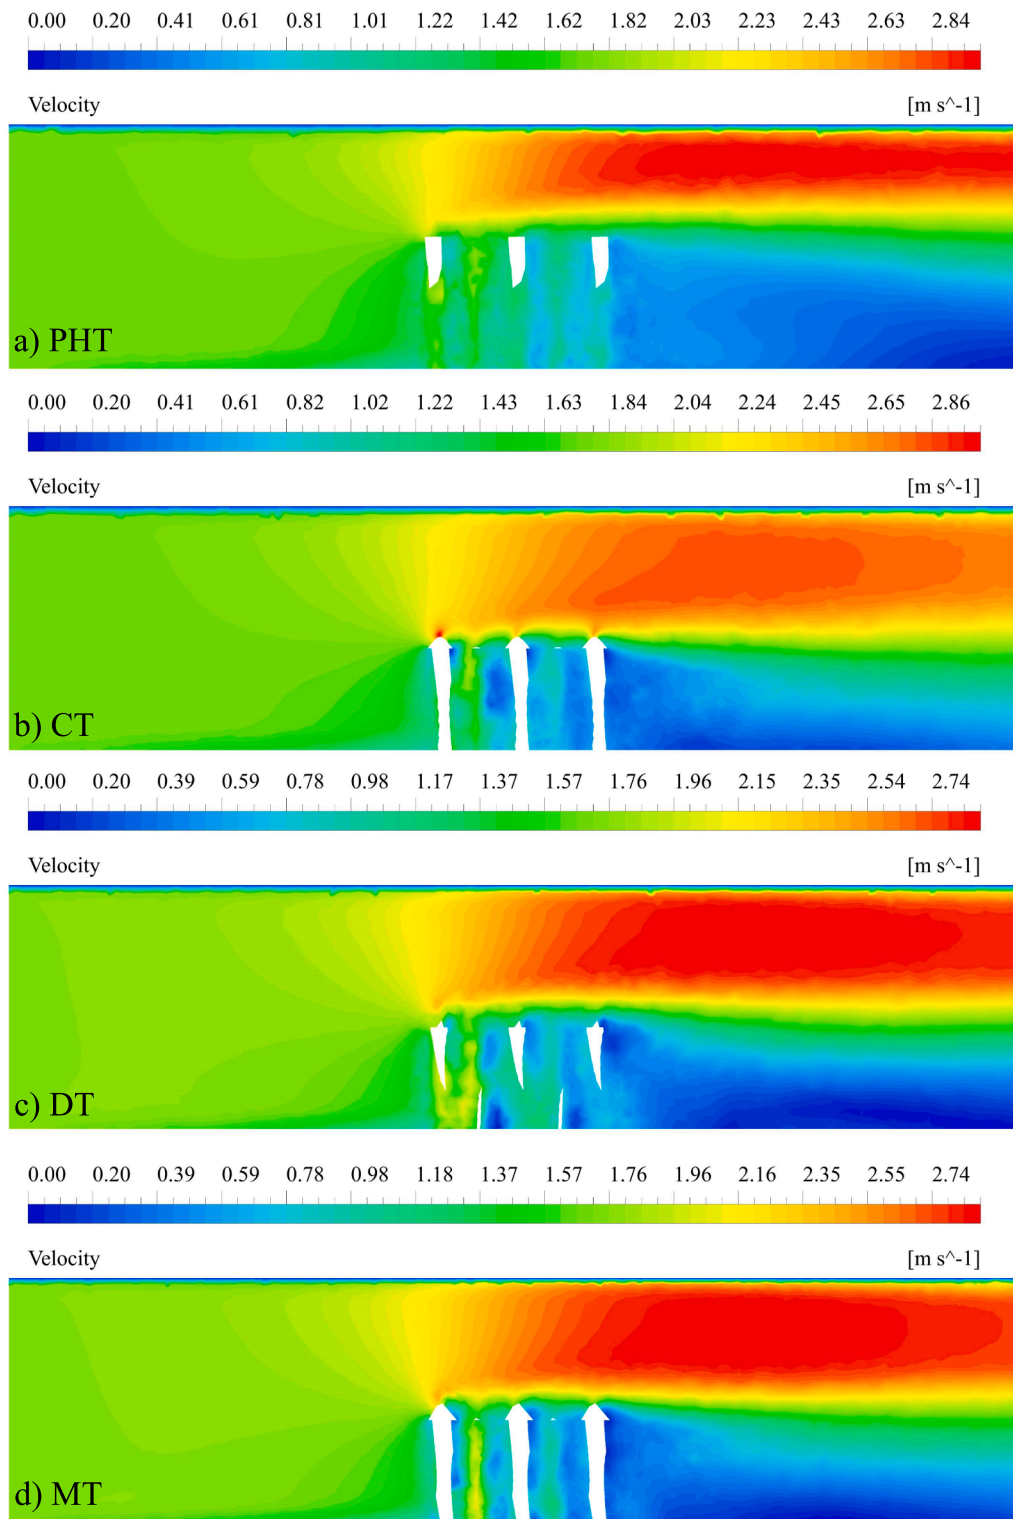 0.00 0.20 0.41 0.61 0.81 1.01 1.22 1.42 1.62 1.82 2.03 2.23 2.43 2.63 2.84
Velocity [m s^-1]
a) PHT
0.00 0.20 0.41 0.61 0.82 1.02 1.22 1.43 1.63 1.84 2.04 2.24 2.45 2.65 2.86
Velocity [m s^-1]
b) CT
0.00 0.20 0.39 0.59 0.78 0.98 1.17 1.37 1.57 1.76 1.96 2.15 2.35 2.54 2.74
Velocity [m s^-1]
c) DT
0.00 0.20 0.39 0.59 0.78 0.98 1.18 1.37 1.57 1.76 1.96 2.16 2.35 2.55 2.74
Velocity [m s^-1]
d) MT